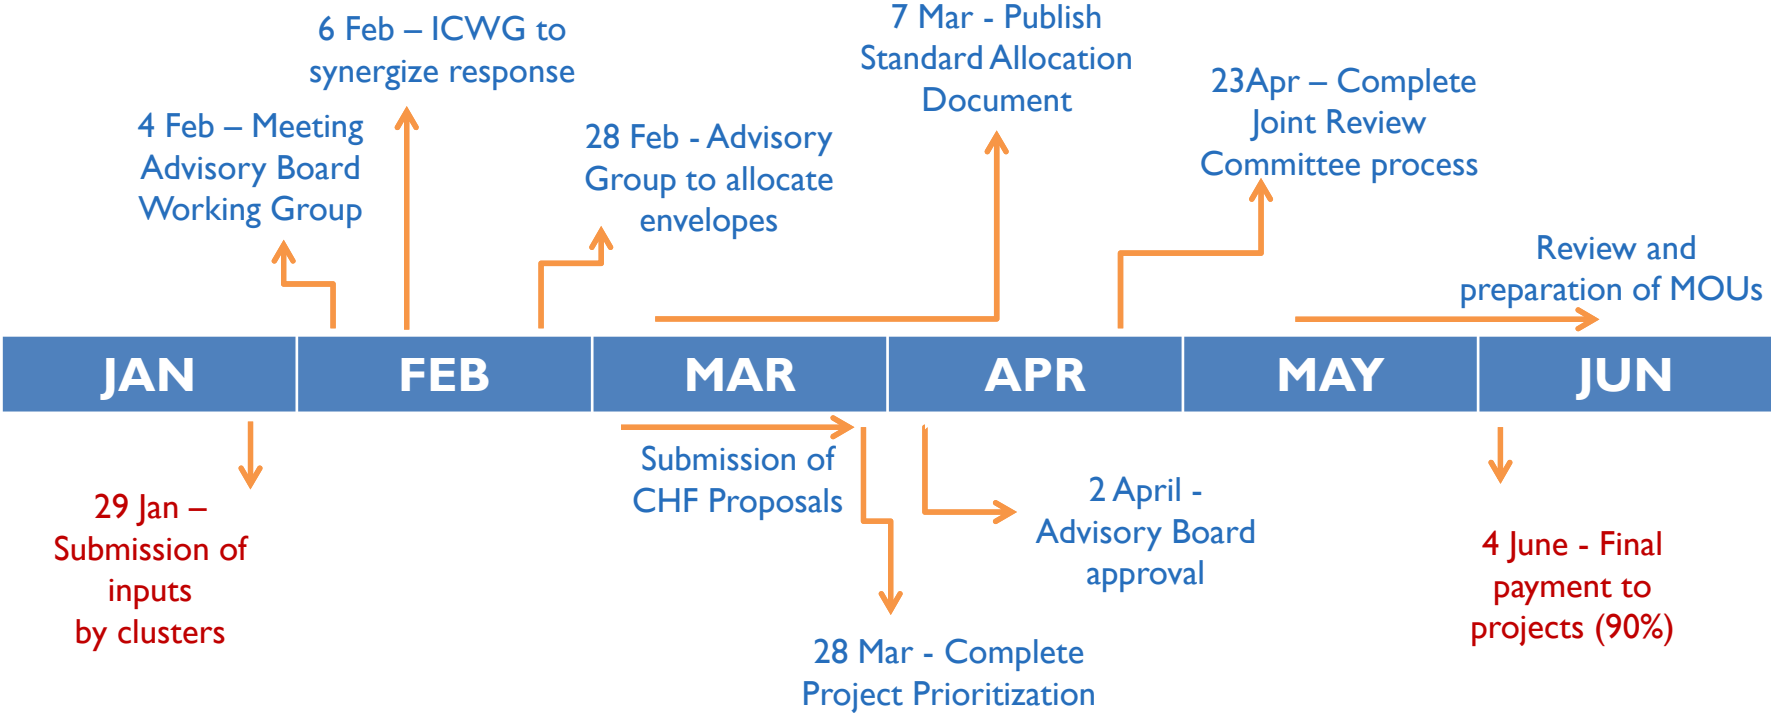 6 Feb – ICWG to
synergize response
4 Feb – Meeting
Advisory Board
Working Group
28 Feb - Advisory
Group to allocate
envelopes
7 Mar - Publish
Standard Allocation
Document
23Apr – Complete
Joint Review
Committee process
Review and
preparation of MOUs
JAN
FEB
MAR
APR
MAY
JUN
29 Jan –
Submission of
inputs
by clusters
Submission of
CHF Proposals
28 Mar - Complete
Project Prioritization
2 April -
Advisory Board
approval
4 June - Final
payment to
projects (90%)